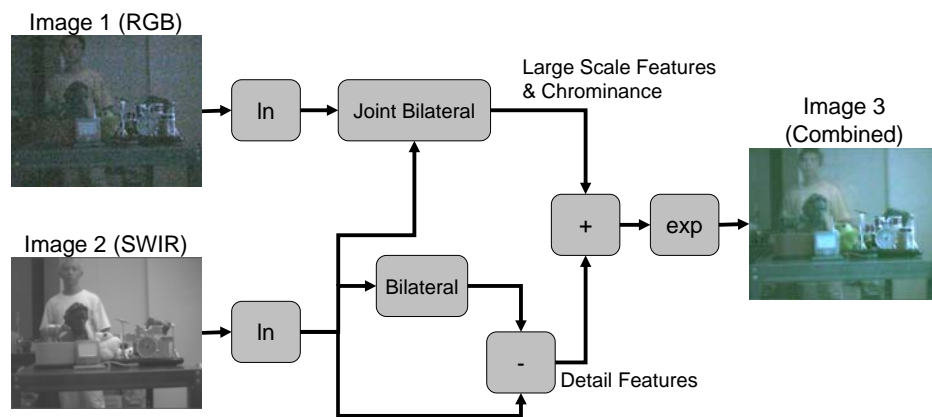 Image 1 (RGB)
ln
Joint Bilateral
Large Scale Features
& Chrominance
Image 3
(Combined)
+
exp
Image 2 (SWIR)
ln
Bilateral
-
Detail Features